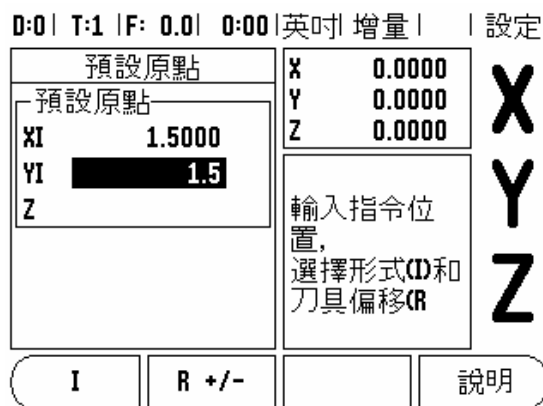 D:0 | T:1 | F: 0.0 | 0:00 | 英吋 | 增量 | | 設定
預設原點
預設原點
XI 1.5000
YI 1.5
Z
X 0.0000
Y 0.0000
Z 0.0000
輸入指令位
置,
選擇形式(I)和
刀具偏移(R
X
Y
Z
I
R +/-
說明